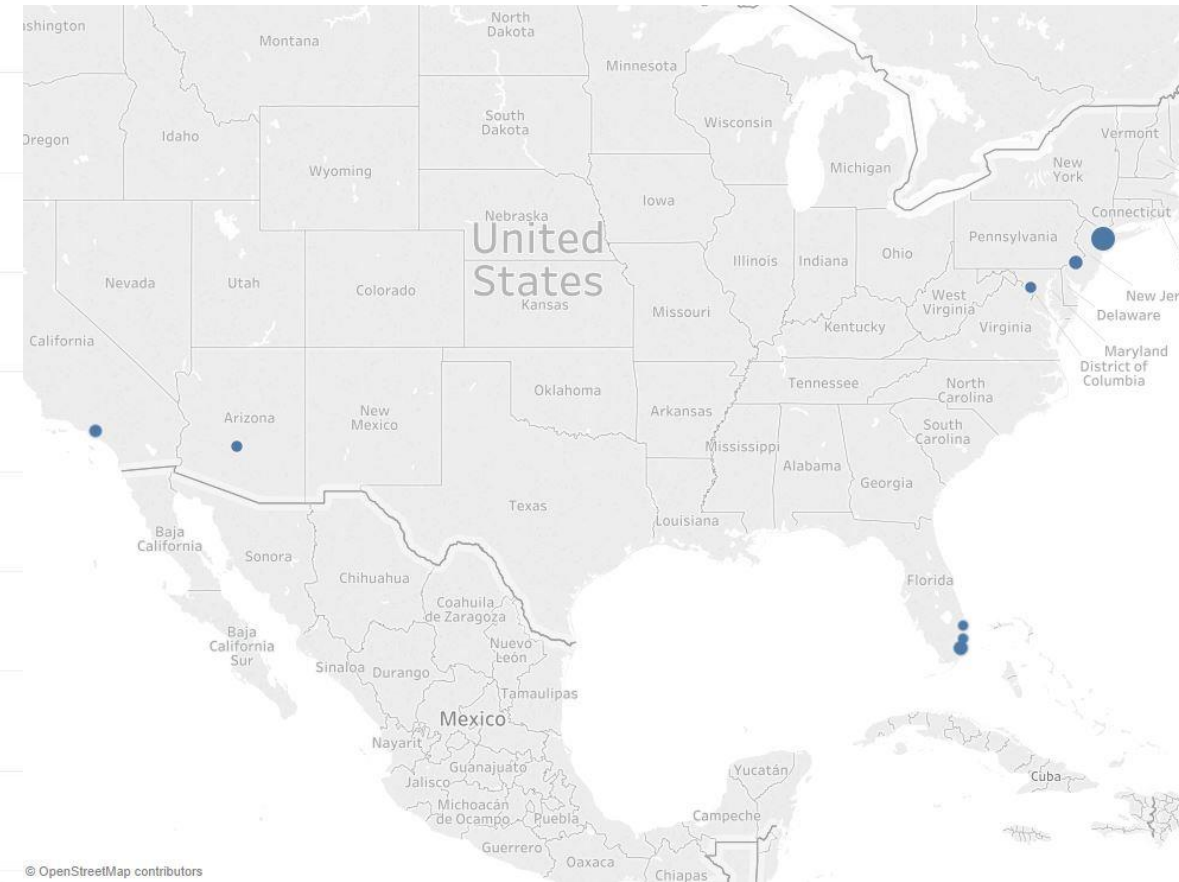 ashington
Montana
North
Dakota
Minnesota
Oregon
Idaho
South
Dakota
Wisconsin
Vermont
Wyoming
Michigan
New
York
Iowa
Nebraska
Connecticut
United
States
Pennsylvania
Nevada
Utah
Colorado
Kansas
Illinois
Indiana
Ohio
Missouri
West
Virginia
New Jer
Delaware
California
Kentucky
Virginia
Maryland
District of
Columbia
Oklahoma
Tennessee
North
Carolina
Arizona
New
Mexico
Arkansas
South
Carolina
Mississippi
Alabama
Georgia
Texas
Louisiana
Baja
California
Sonora
Chihuahua
Florida
Coahuila
de Zaragoza
Baja
California
Sur
Nuevo
León
Sinaloa
Durango
Tamaulipas
Mexico
Nayarit
Guanajuato
Yucatán
Cuba
Jalisco
Michoacán
de Ocampo
Puebla
Campeche
Guerrero
Oaxaca
Chiapas
© OpenStreetMap contributors